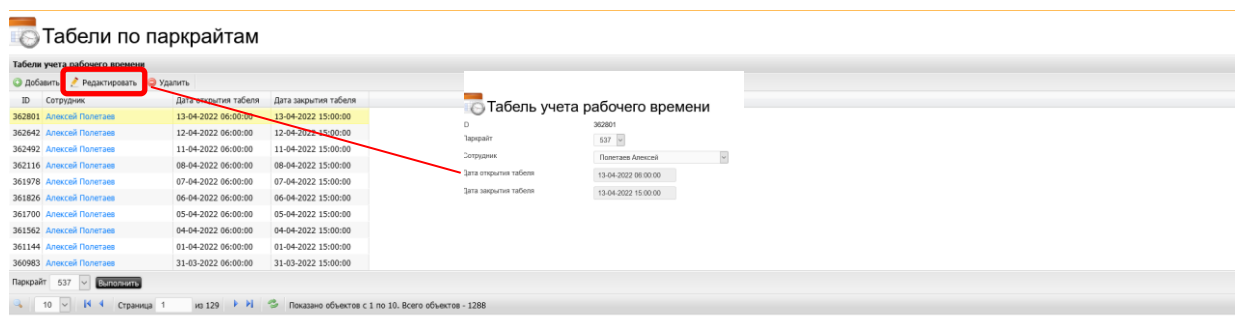 Табели по паркрайтам
Табели учета рабочего времени
Добавить Редактировать Удалить
ID Сотрудник Дата открытия табеля Дата закрытия табеля
362801 Алексей Полетаев 13-04-2022 06:00:00 13-04-2022 15:00:00
362642 Алексей Полетаев 12-04-2022 06:00:00 12-04-2022 15:00:00
362492 Алексей Полетаев 11-04-2022 06:00:00 11-04-2022 15:00:00
362116 Алексей Полетаев 08-04-2022 06:00:00 08-04-2022 15:00:00
361978 Алексей Полетаев 07-04-2022 06:00:00 07-04-2022 15:00:00
361826 Алексей Полетаев 06-04-2022 06:00:00 06-04-2022 15:00:00
361700 Алексей Полетаев 05-04-2022 06:00:00 05-04-2022 15:00:00
361562 Алексей Полетаев 04-04-2022 06:00:00 04-04-2022 15:00:00
361144 Алексей Полетаев 01-04-2022 06:00:00 01-04-2022 15:00:00
360983 Алексей Полетаев 31-03-2022 06:00:00 31-03-2022 15:00:00
Паркрайт 537 Выполнить
10 Страница 1 из 129 Показано объектов с 1 по 10. Всего объектов - 1288
Табель учета рабочего времени
ID 362801
Паркрайт 537
Сотрудник Полетаев Алексей
Дата открытия табеля 13-04-2022 06:00:00
Дата закрытия табеля 13-04-2022 15:00:00